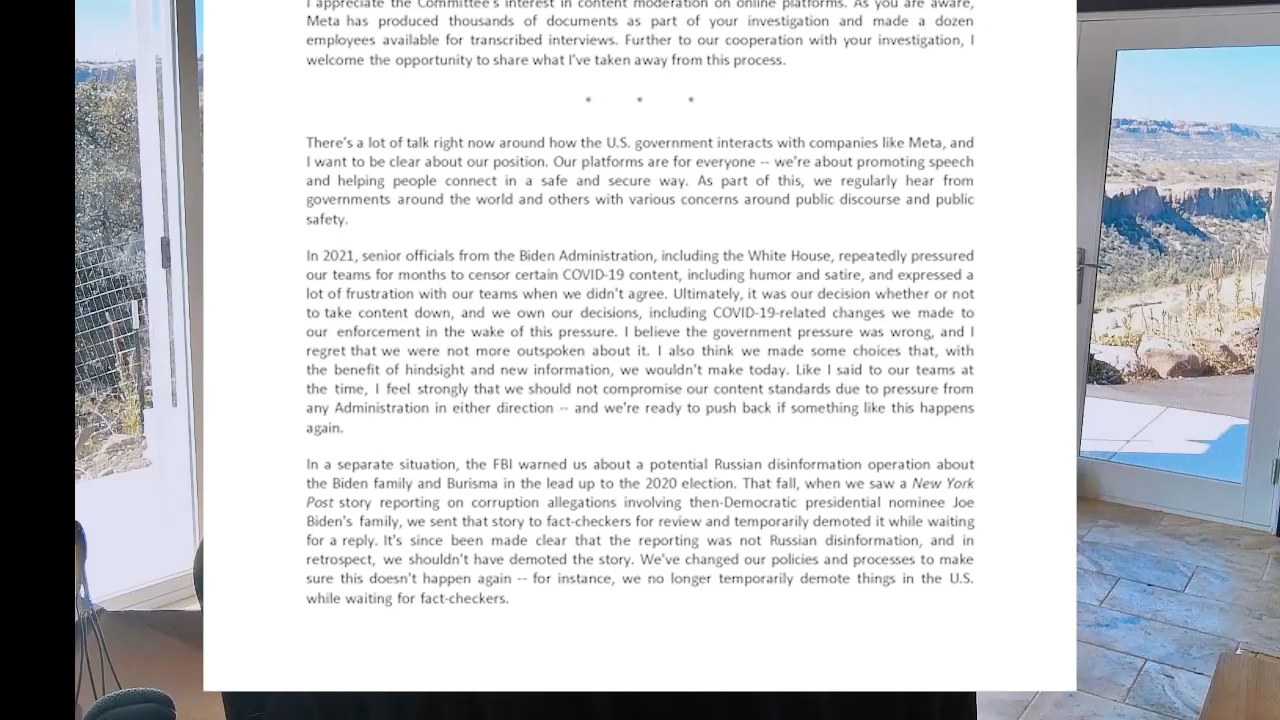 I appreciate the Committee's interest in content moderation on online platforms. As you are aware,
Meta has produced thousands of documents as part of your investigation and made a dozen
employees available for transcribed interviews. Further to our cooperation with your investigation, I
welcome the opportunity to share what I've taken away from this process.
* * *
There's a lot of talk right now around how the U.S. government interacts with companies like Meta, and
I want to be clear about our position. Our platforms are for everyone -- we're about promoting speech
and helping people connect in a safe and secure way. As part of this, we regularly hear from
governments around the world and others with various concerns around public discourse and public
safety.
In 2021, senior officials from the Biden Administration, including the White House, repeatedly pressured
our teams for months to censor certain COVID-19 content, including humor and satire, and expressed a
lot of frustration with our teams when we didn't agree. Ultimately, it was our decision whether or not
to take content down, and we own our decisions, including COVID-19-related changes we made to
our enforcement in the wake of this pressure. I believe the government pressure was wrong, and I
regret that we were not more outspoken about it. I also think we made some choices that, with
the benefit of hindsight and new information, we wouldn't make today. Like I said to our teams at
the time, I feel strongly that we should not compromise our content standards due to pressure from
any Administration in either direction -- and we're ready to push back if something like this happens
again.
In a separate situation, the FBI warned us about a potential Russian disinformation operation about
the Biden family and Burisma in the lead up to the 2020 election. That fall, when we saw a New York
Post story reporting on corruption allegations involving then-Democratic presidential nominee Joe
Biden's family, we sent that story to fact-checkers for review and temporarily demoted it while waiting
for a reply. It's since been made clear that the reporting was not Russian disinformation, and in
retrospect, we shouldn't have demoted the story. We've changed our policies and processes to make
sure this doesn't happen again -- for instance, we no longer temporarily demote things in the U.S.
while waiting for fact-checkers.